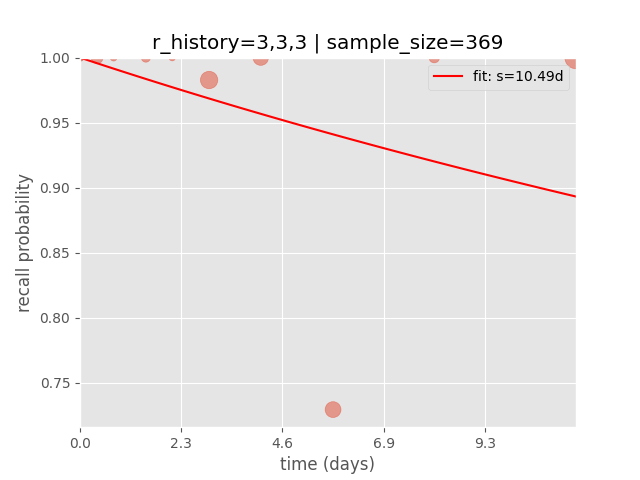 r_history=3,3,3 | sample_size=369
fit: s=10.49d
1.00
0.95
0.90
0.85
0.80
0.75
recall probability
0.0
2.3
4.6
6.9
9.3
time (days)